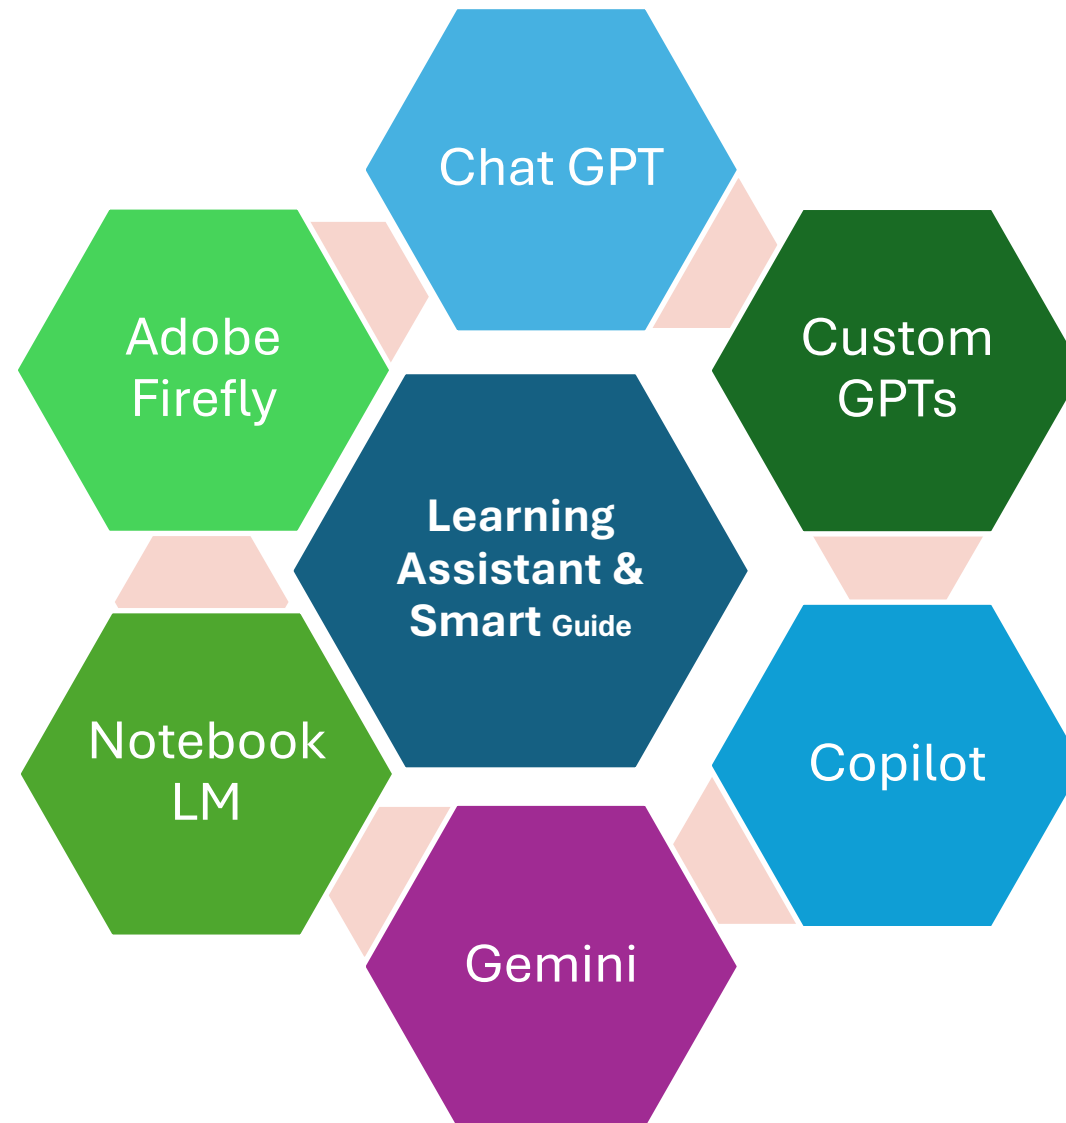 Chat GPT
Adobe
Firefly
Custom
GPTs
Learning
Assistant &
Smart Guide
Notebook
LM
Copilot
Gemini